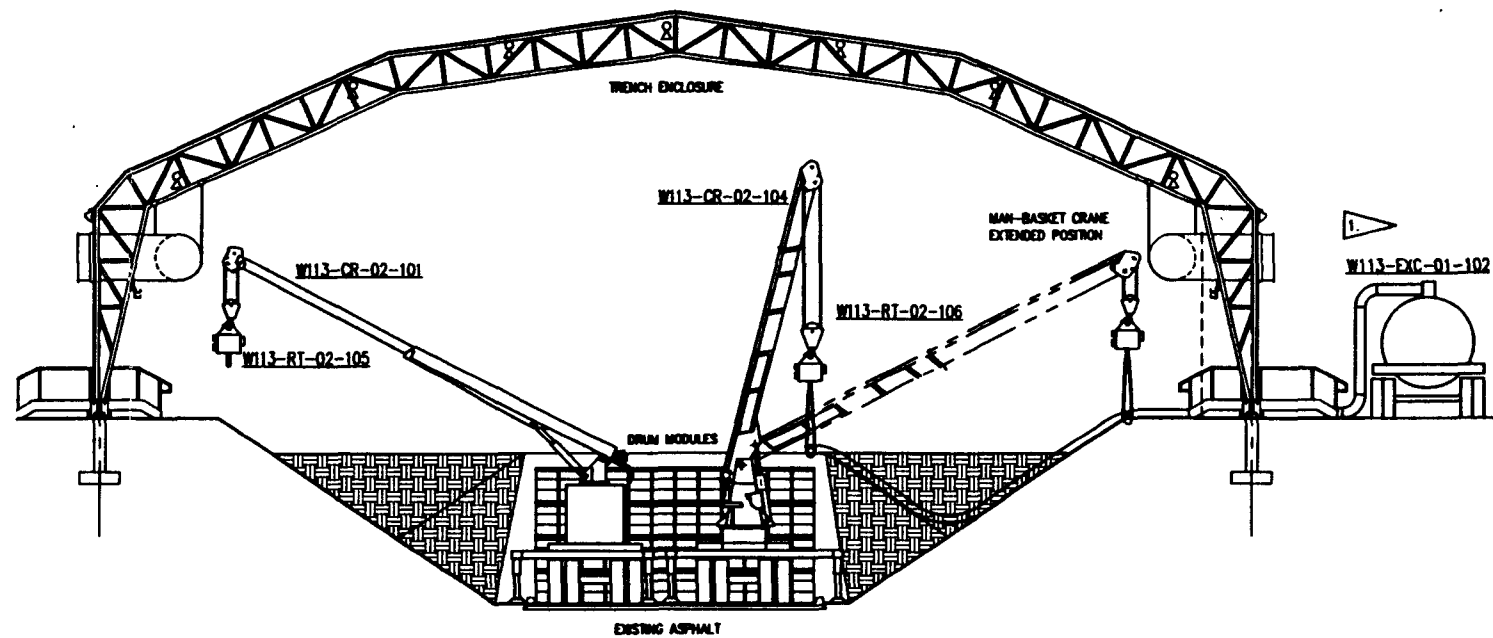 TRENCH ENCLOSURE
W113-CR-02-104
MAN-BASKET CRANE
EXTENDED POSITION
1.
W113-EXC-01-102
W113-CR-02-101
W113-RT-02-106
W113-RT-02-105
DRUM MODULES
EXISTING ASPHALT